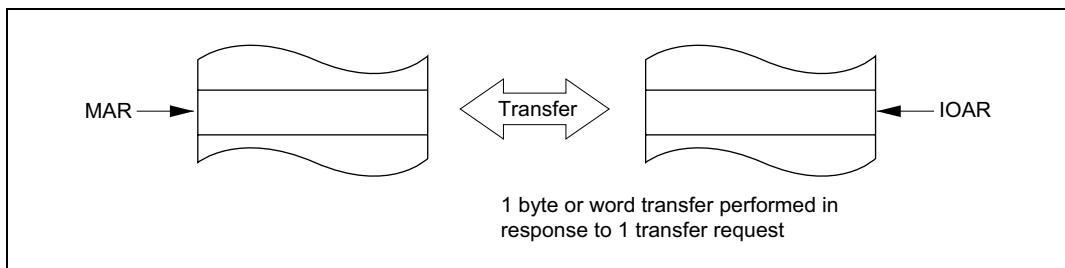 MAR
Transfer
IOAR
1 byte or word transfer performed in
response to 1 transfer request